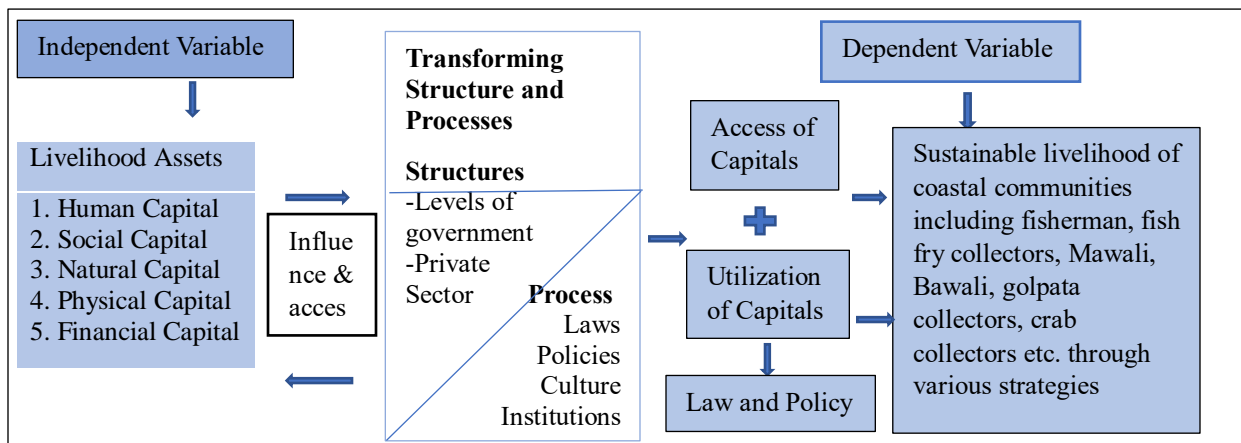 Independent Variable
Livelihood Assets
1. Human Capital
2. Social Capital
3. Natural Capital
4. Physical Capital
5. Financial Capital
Influe
nce &
acces
Transforming
Structure and
Processes
Structures
-Levels of
government
-Private
Sector
Process
Laws
Policies
Culture
Institutions
Access of
Capitals
Utilization
of Capitals
Law and Policy
Dependent Variable
Sustainable livelihood of
coastal communities
including fisherman, fish
fry collectors, Mawali,
Bawali, golpata
collectors, crab
collectors etc. through
various strategies